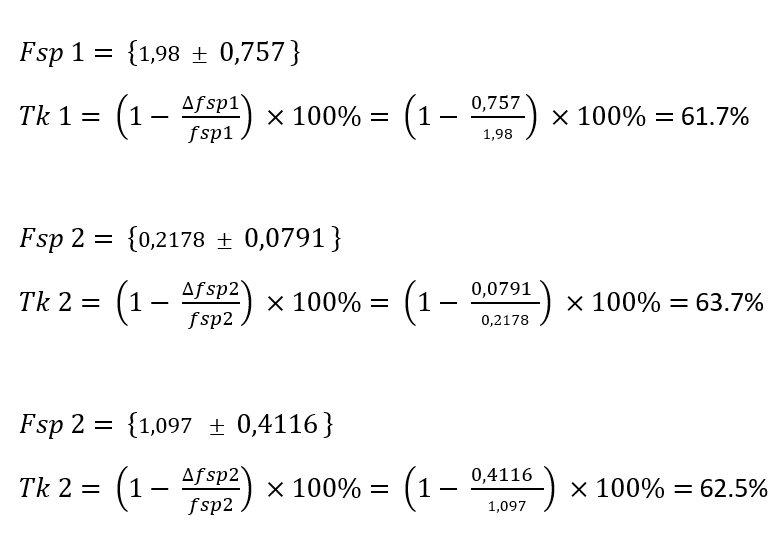 Fsp 1 = {1,98 ± 0,757}
Tk 1 = (1 − Δfsp1/fsp1) × 100% = (1 − 0,757/1,98) × 100% = 61.7%
Fsp 2 = {0,2178 ± 0,0791}
Tk 2 = (1 − Δfsp2/fsp2) × 100% = (1 − 0,0791/0,2178) × 100% = 63.7%
Fsp 2 = {1,097 ± 0,4116}
Tk 2 = (1 − Δfsp2/fsp2) × 100% = (1 − 0,4116/1,097) × 100% = 62.5%